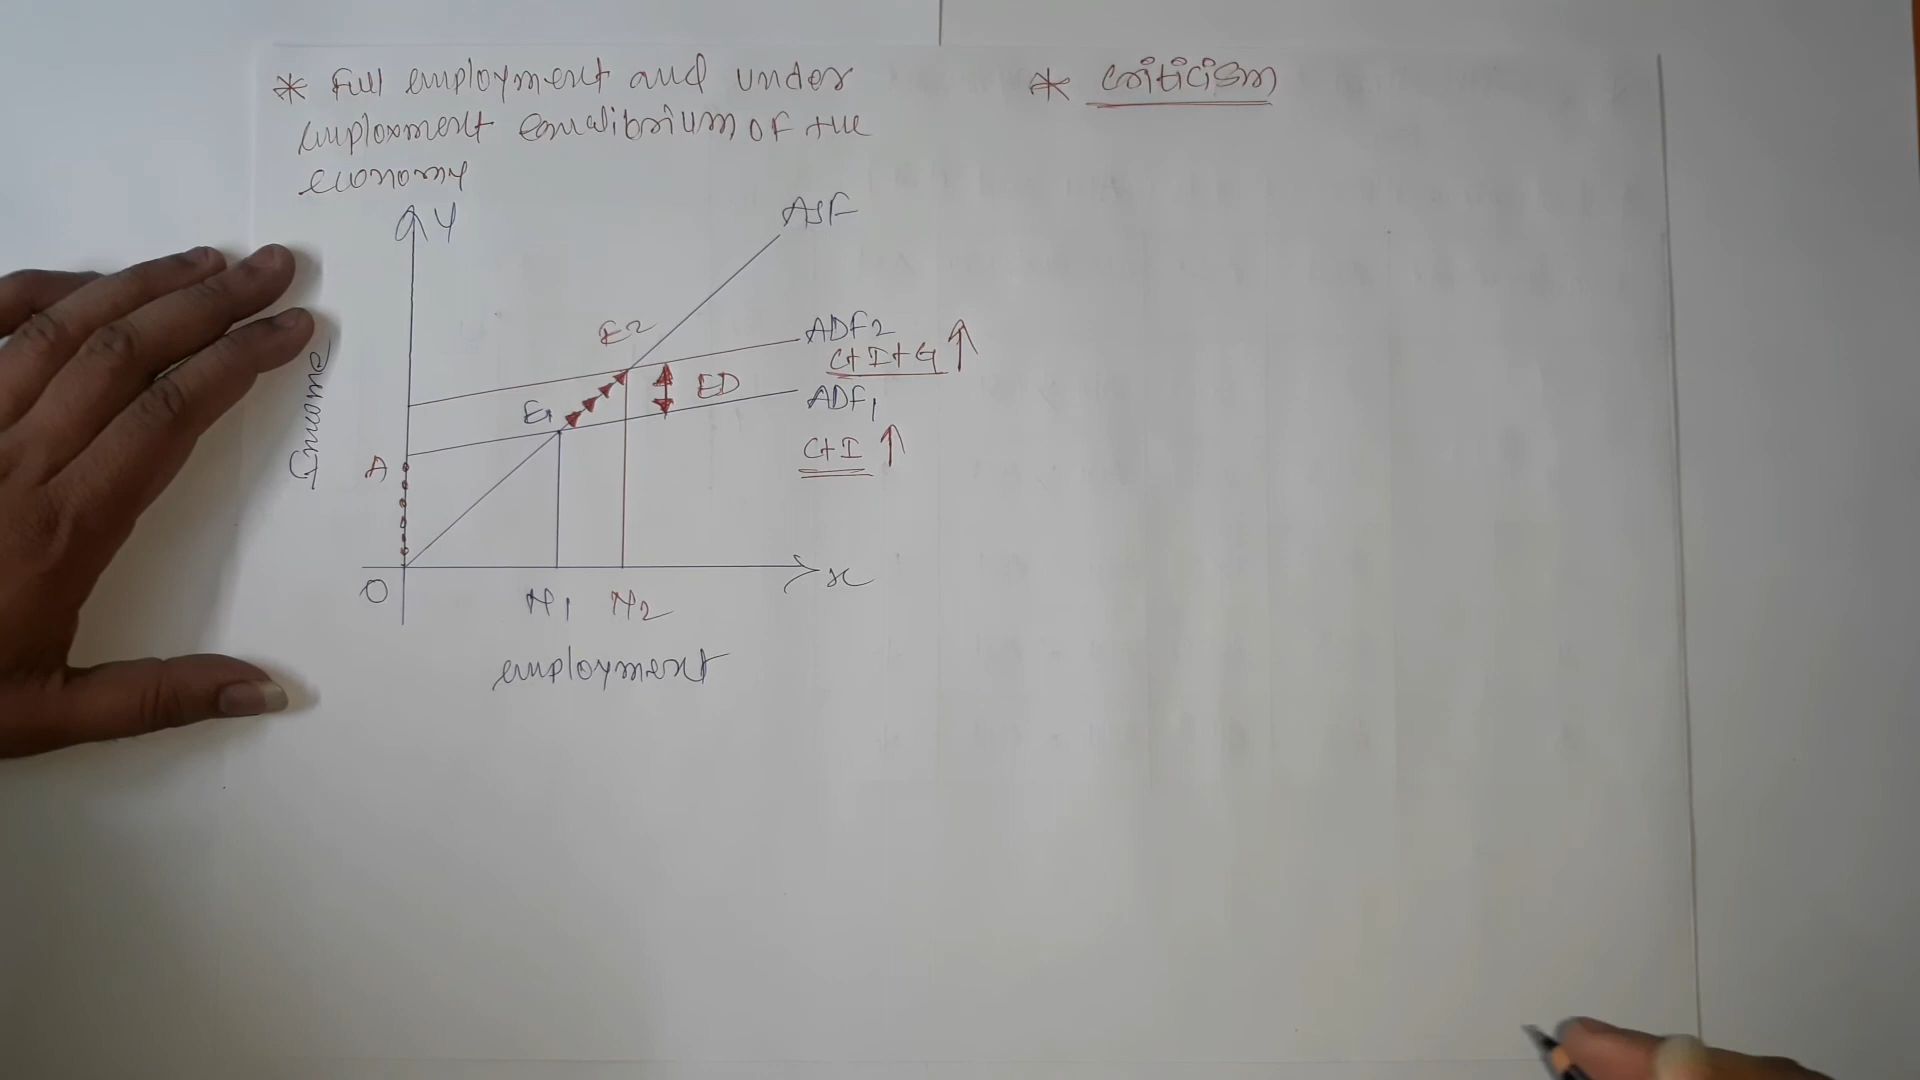 * Full employment and under
employment equilibrium of the
economy
* Criticism
Y
ASF
E2
ADF2
C+I+G
ED
E1
ADF1
C+I
A
O
N1 N2
x
employment